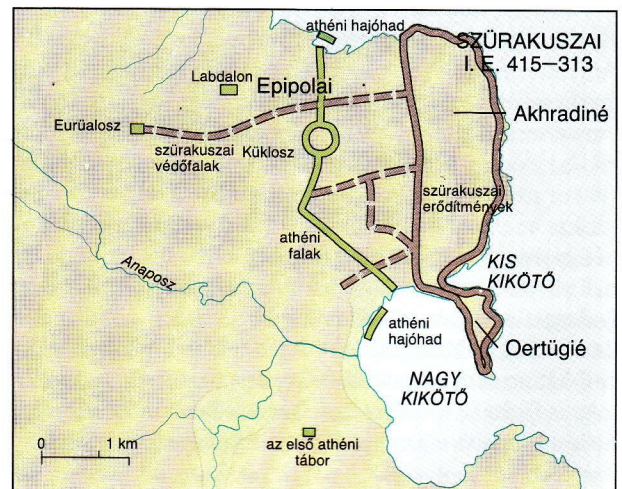 athéni hajóhad
SZÜRAKUSZAI
I. E. 415—313
Labdalon
Epipolai
Akhradiné
Eurüalosz
szürakuszai
védőfalak
Küklosz
szürakuszai
erődítmények
athéni
falak
Anaposz
KIS
KIKÖTŐ
athéni
hajóhad
Oertügié
NAGY
KIKÖTŐ
az első athéni
tábor
0 1 km